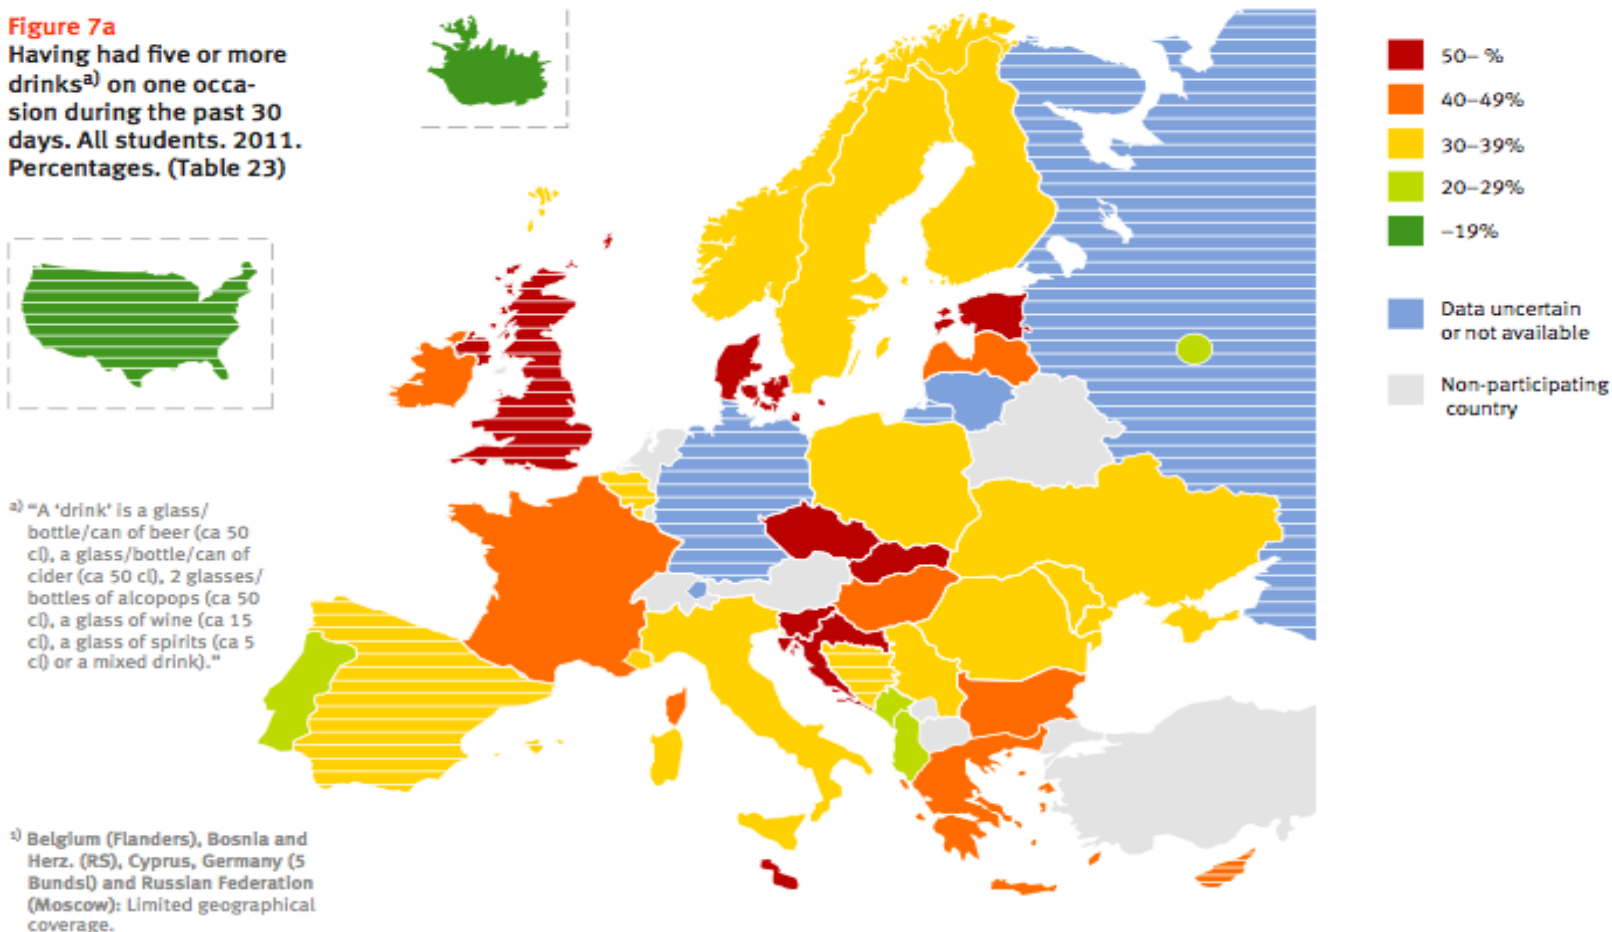 Figure 7a
Having had five or more
drinksa) on one occa-
sion during the past 30
days. All students. 2011.
Percentages. (Table 23)
50– %
40–49%
30–39%
20–29%
–19%
Data uncertain
or not available
Non-participating
country
a) “A ‘drink’ is a glass/
bottle/can of beer (ca 50
cl), a glass/bottle/can of
cider (ca 50 cl), 2 glasses/
bottles of alcopops (ca 50
cl), a glass of wine (ca 15
cl), a glass of spirits (ca 5
cl) or a mixed drink).”
1) Belgium (Flanders), Bosnia and
Herz. (RS), Cyprus, Germany (5
Bundsl) and Russian Federation
(Moscow): Limited geographical
coverage.